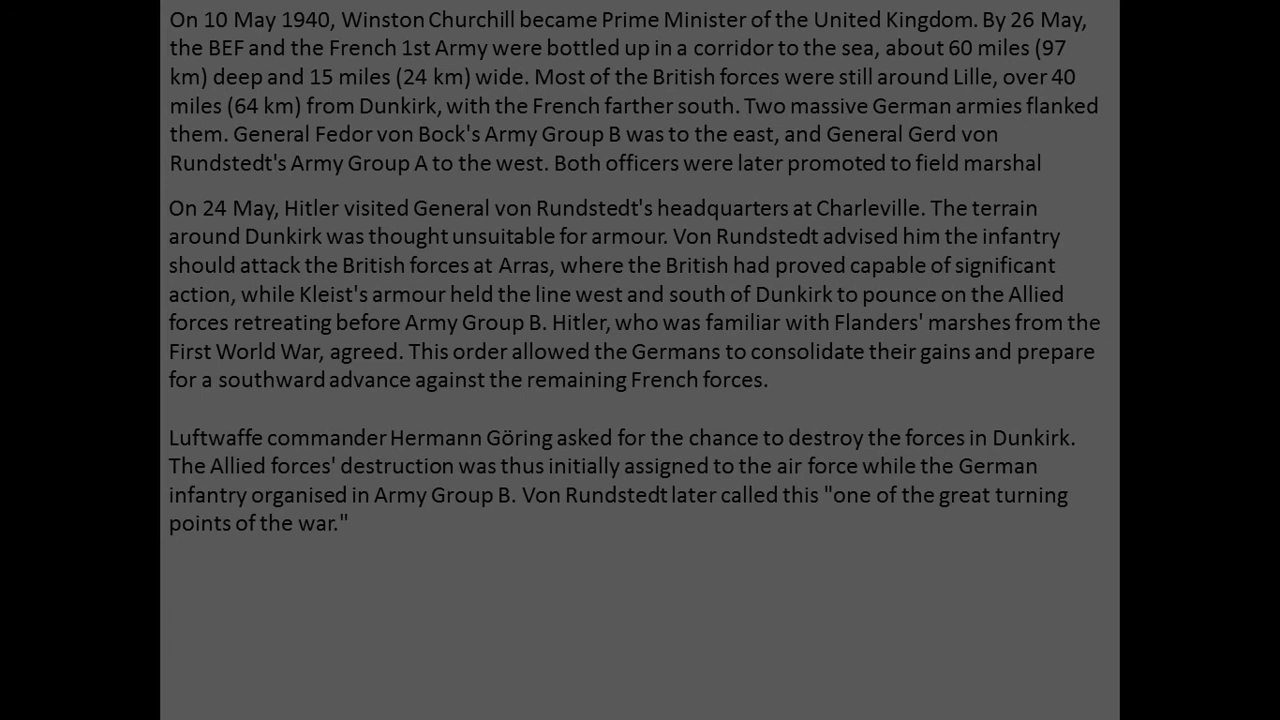 On 10 May 1940, Winston Churchill became Prime Minister of the United Kingdom. By 26 May,
the BEF and the French 1st Army were bottled up in a corridor to the sea, about 60 miles (97
km) deep and 15 miles (24 km) wide. Most of the British forces were still around Lille, over 40
miles (64 km) from Dunkirk, with the French farther south. Two massive German armies flanked
them. General Fedor von Bock's Army Group B was to the east, and General Gerd von
Rundstedt's Army Group A to the west. Both officers were later promoted to field marshal
On 24 May, Hitler visited General von Rundstedt's headquarters at Charleville. The terrain
around Dunkirk was thought unsuitable for armour. Von Rundstedt advised him the infantry
should attack the British forces at Arras, where the British had proved capable of significant
action, while Kleist's armour held the line west and south of Dunkirk to pounce on the Allied
forces retreating before Army Group B. Hitler, who was familiar with Flanders' marshes from the
First World War, agreed. This order allowed the Germans to consolidate their gains and prepare
for a southward advance against the remaining French forces.
Luftwaffe commander Hermann Göring asked for the chance to destroy the forces in Dunkirk.
The Allied forces' destruction was thus initially assigned to the air force while the German
infantry organised in Army Group B. Von Rundstedt later called this "one of the great turning
points of the war."